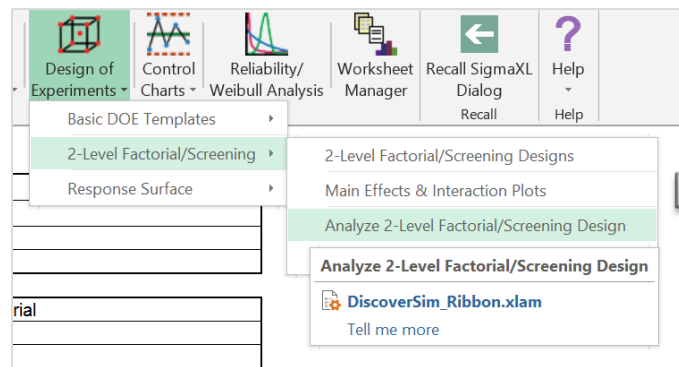 Design of
Experiments
Control
Charts
Reliability/
Weibull Analysis
Worksheet
Manager
Recall SigmaXL
Dialog
Help
Recall
Help
Basic DOE Templates
2-Level Factorial/Screening
Response Surface
2-Level Factorial/Screening Designs
Main Effects & Interaction Plots
Analyze 2-Level Factorial/Screening Design
Analyze 2-Level Factorial/Screening Design
DiscoverSim_Ribbon.xlam
Tell me more
rial